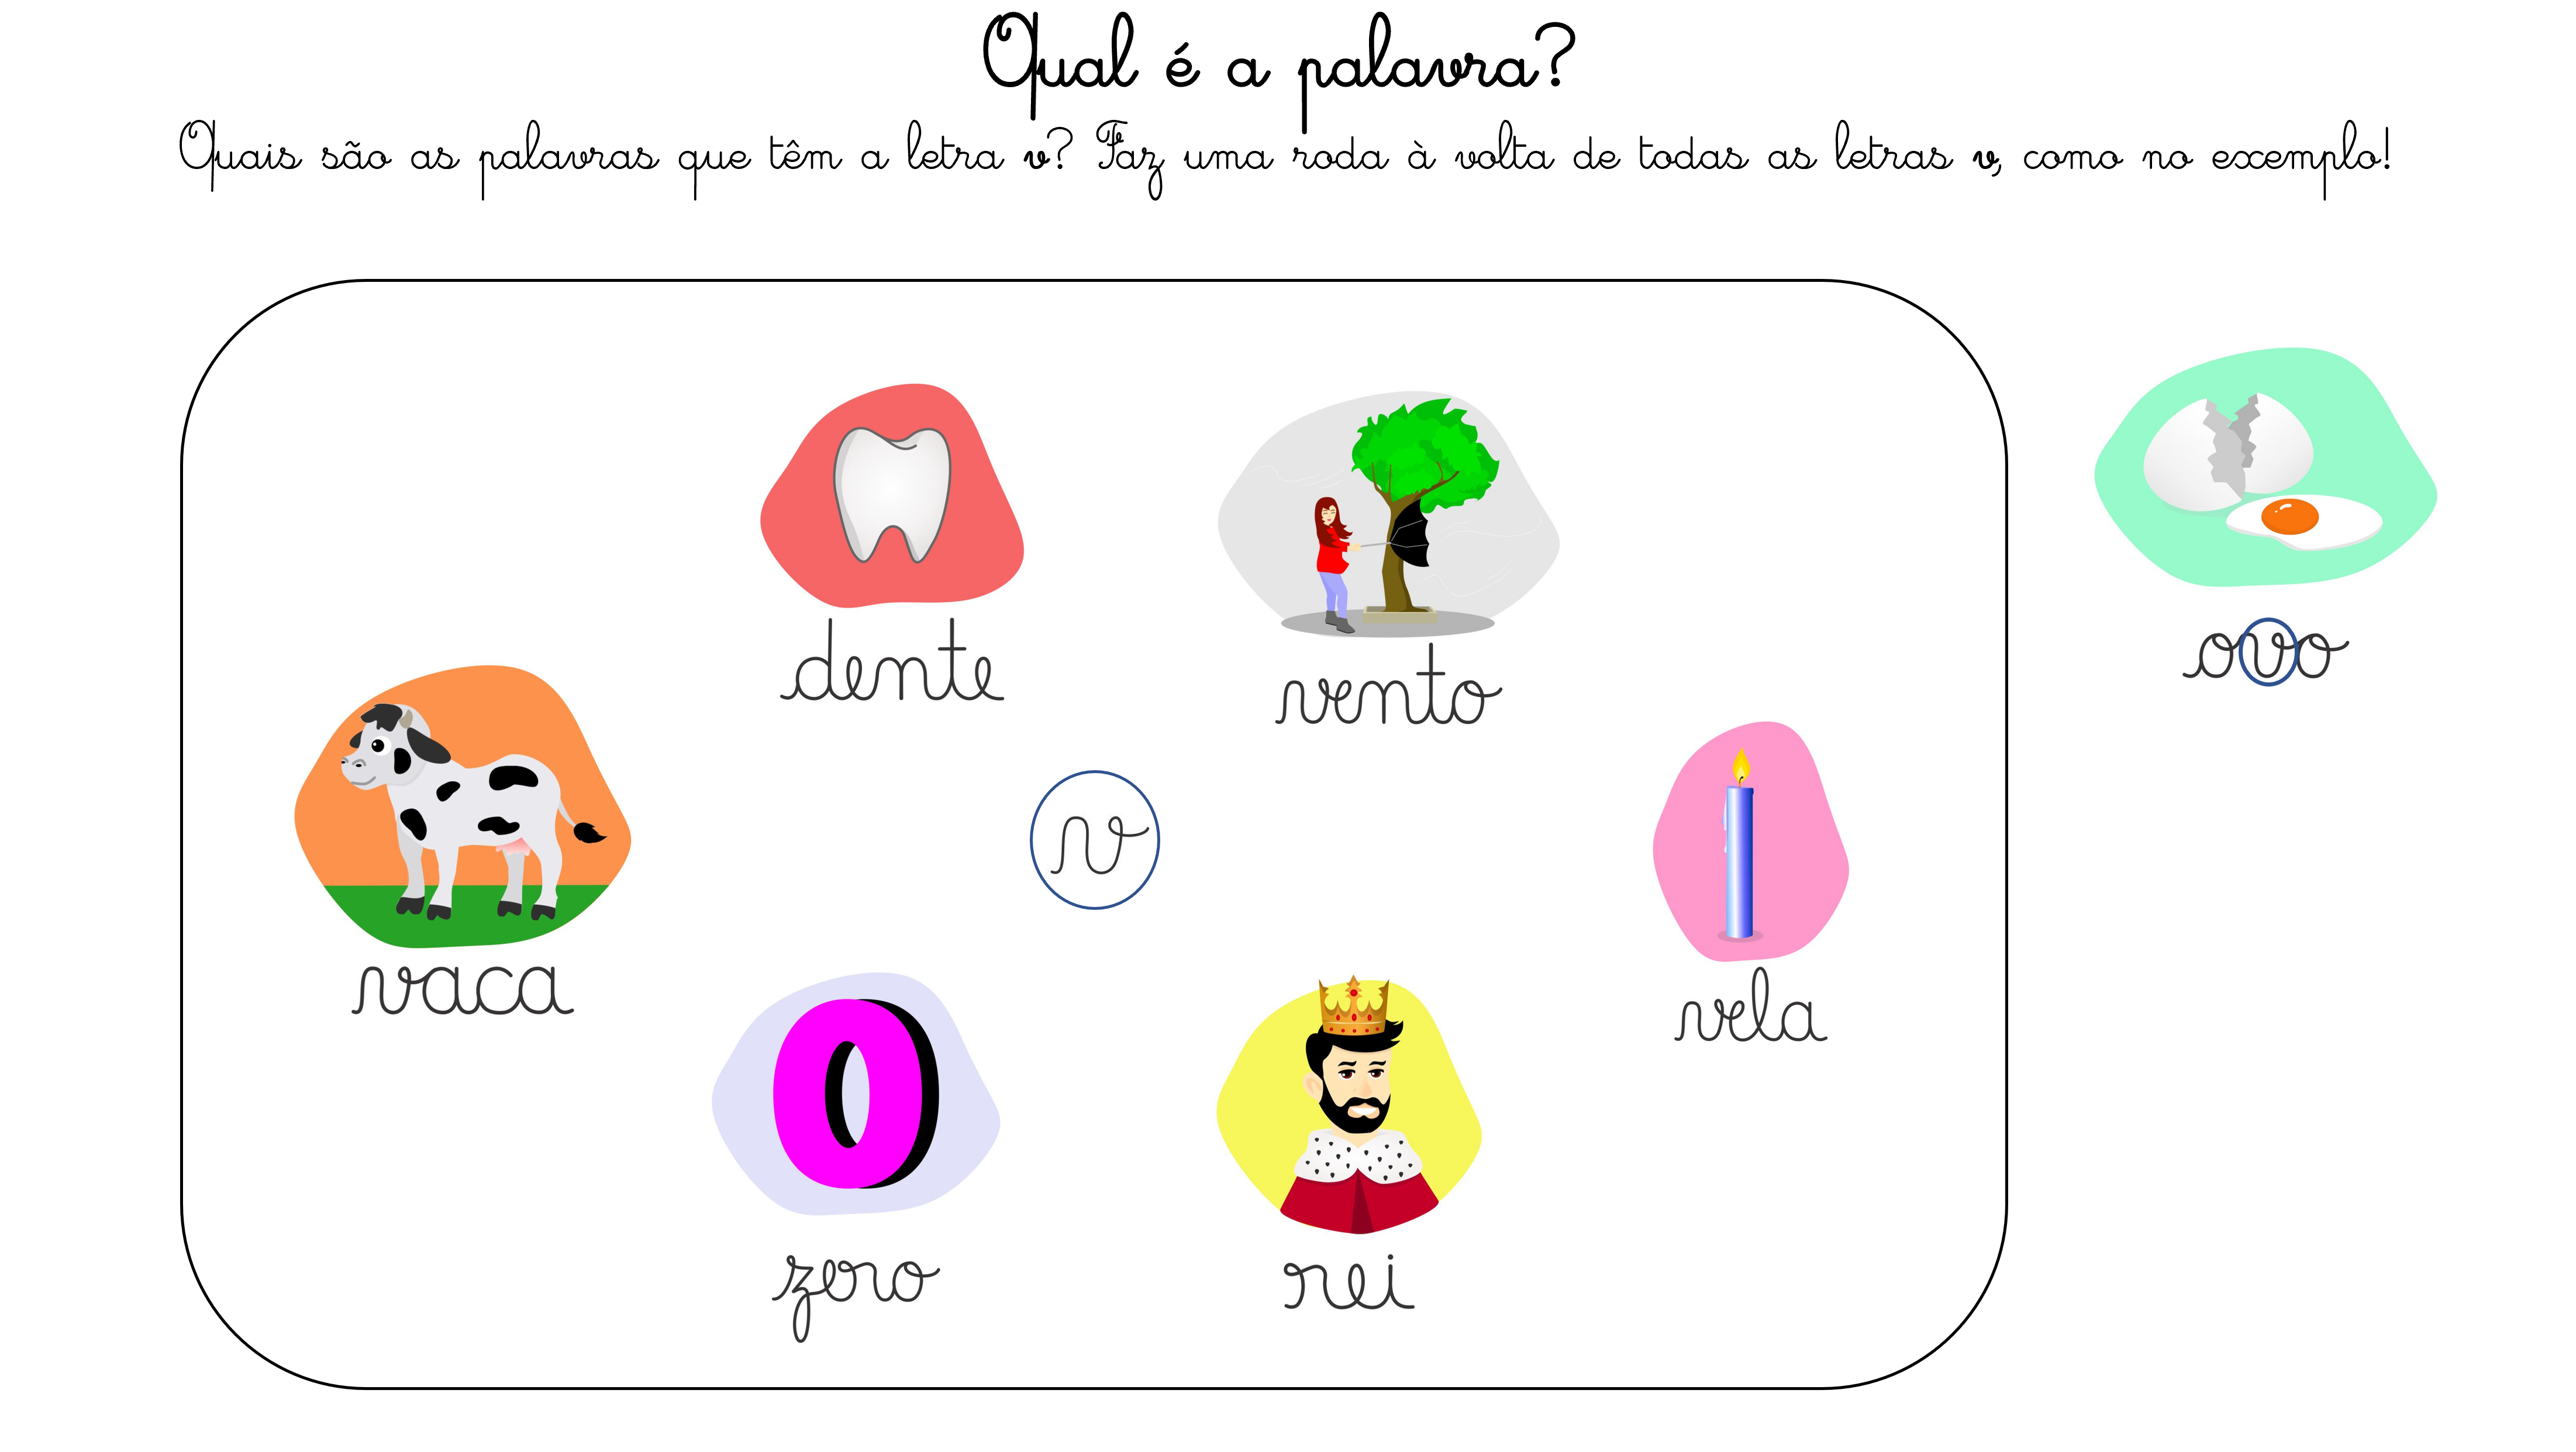 Qual é a palavra?
Quais são as palavras que têm a letra v? Faz uma roda à volta de todas as letras v, como no exemplo!
dente
vento
ovo
vaca
v
vela
0
zero
rei